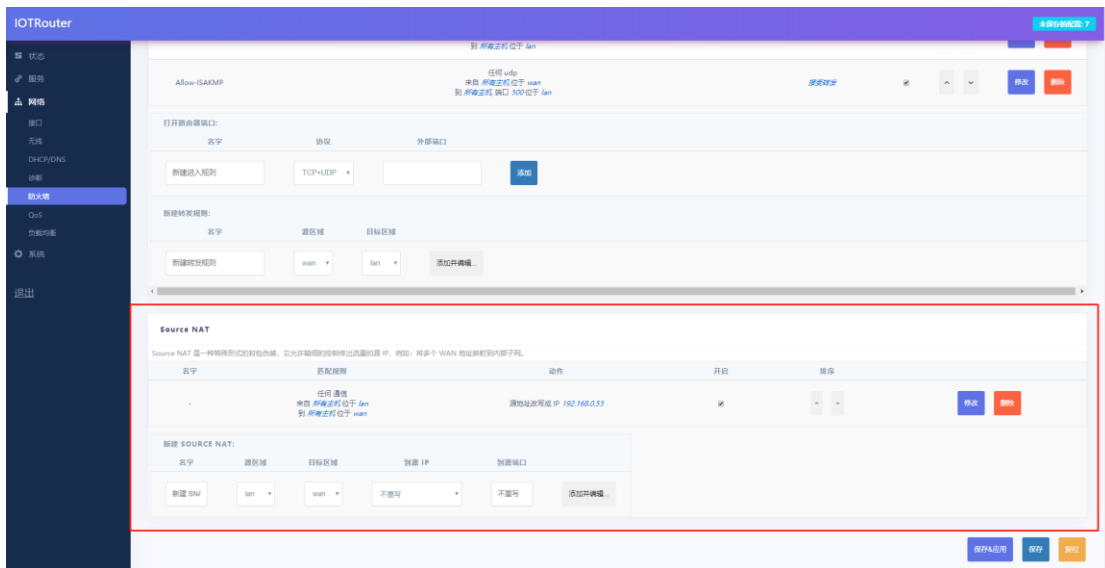 IOTRouter
未保存的配置: 7
状态
服务
网络
接口
无线
DHCP/DNS
诊断
防火墙
QoS
负载均衡
系统
退出
到 所有主机 位于 lan
Allow-ISAKMP
任何 udp
来自 所有主机 位于 wan
到 所有主机 端口 500 位于 lan
接受转发
修改
删除
打开路由器端口:
名字 协议 外部端口
新建进入规则 TCP+UDP 添加
新建转发规则:
名字 源区域 目标区域
新建转发规则 wan lan 添加并编辑...
Source NAT
Source NAT 是一种特殊形式的封包伪装，它允许精细的控制传出流量的源 IP，例如：将多个 WAN 地址映射到内部子网。
名字 匹配规则 动作 开启 排序
-
任何 通信
来自 所有主机 位于 lan
到 所有主机 位于 wan
源地址改写成 IP 192.168.0.55
修改 删除
新建 SOURCE NAT:
名字 源区域 目标区域 到源 IP 到源端口
新建 SNA lan wan 不重写 不重写 添加并编辑...
保存&应用 保存 复位